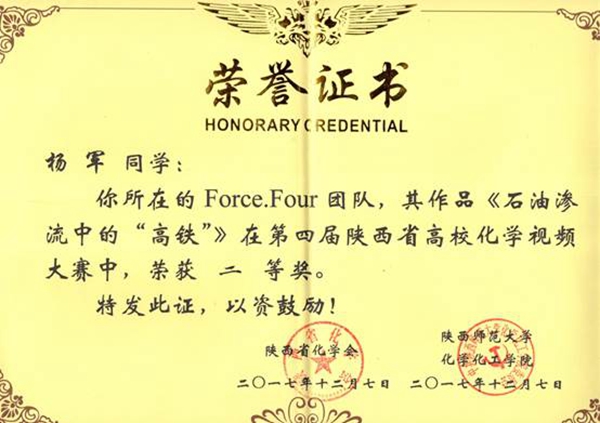 荣誉证书
HONORARY CREDENTIAL
杨 军 同学：
你所在的 Force.Four 团队，其作品《石油渗
流中的“高铁”》在第四届陕西省高校化学视频
大赛中，荣获 二 等奖。
特发此证，以资鼓励！
陕西省化学会
陕西师范大学
化学化工学院
二〇一七年十二月七日
二〇一七年十二月七日